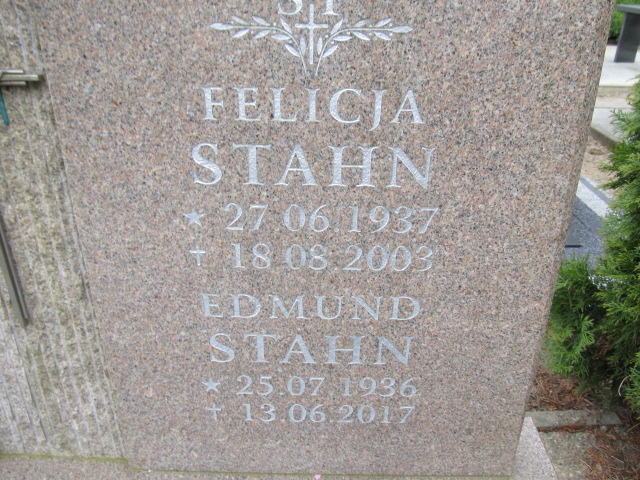 FELICJA
STAHN
★ 27.06.1937
✝ 18.08.2003
EDMUND
STAHN
★ 25.07.1936
✝ 13.06.2017